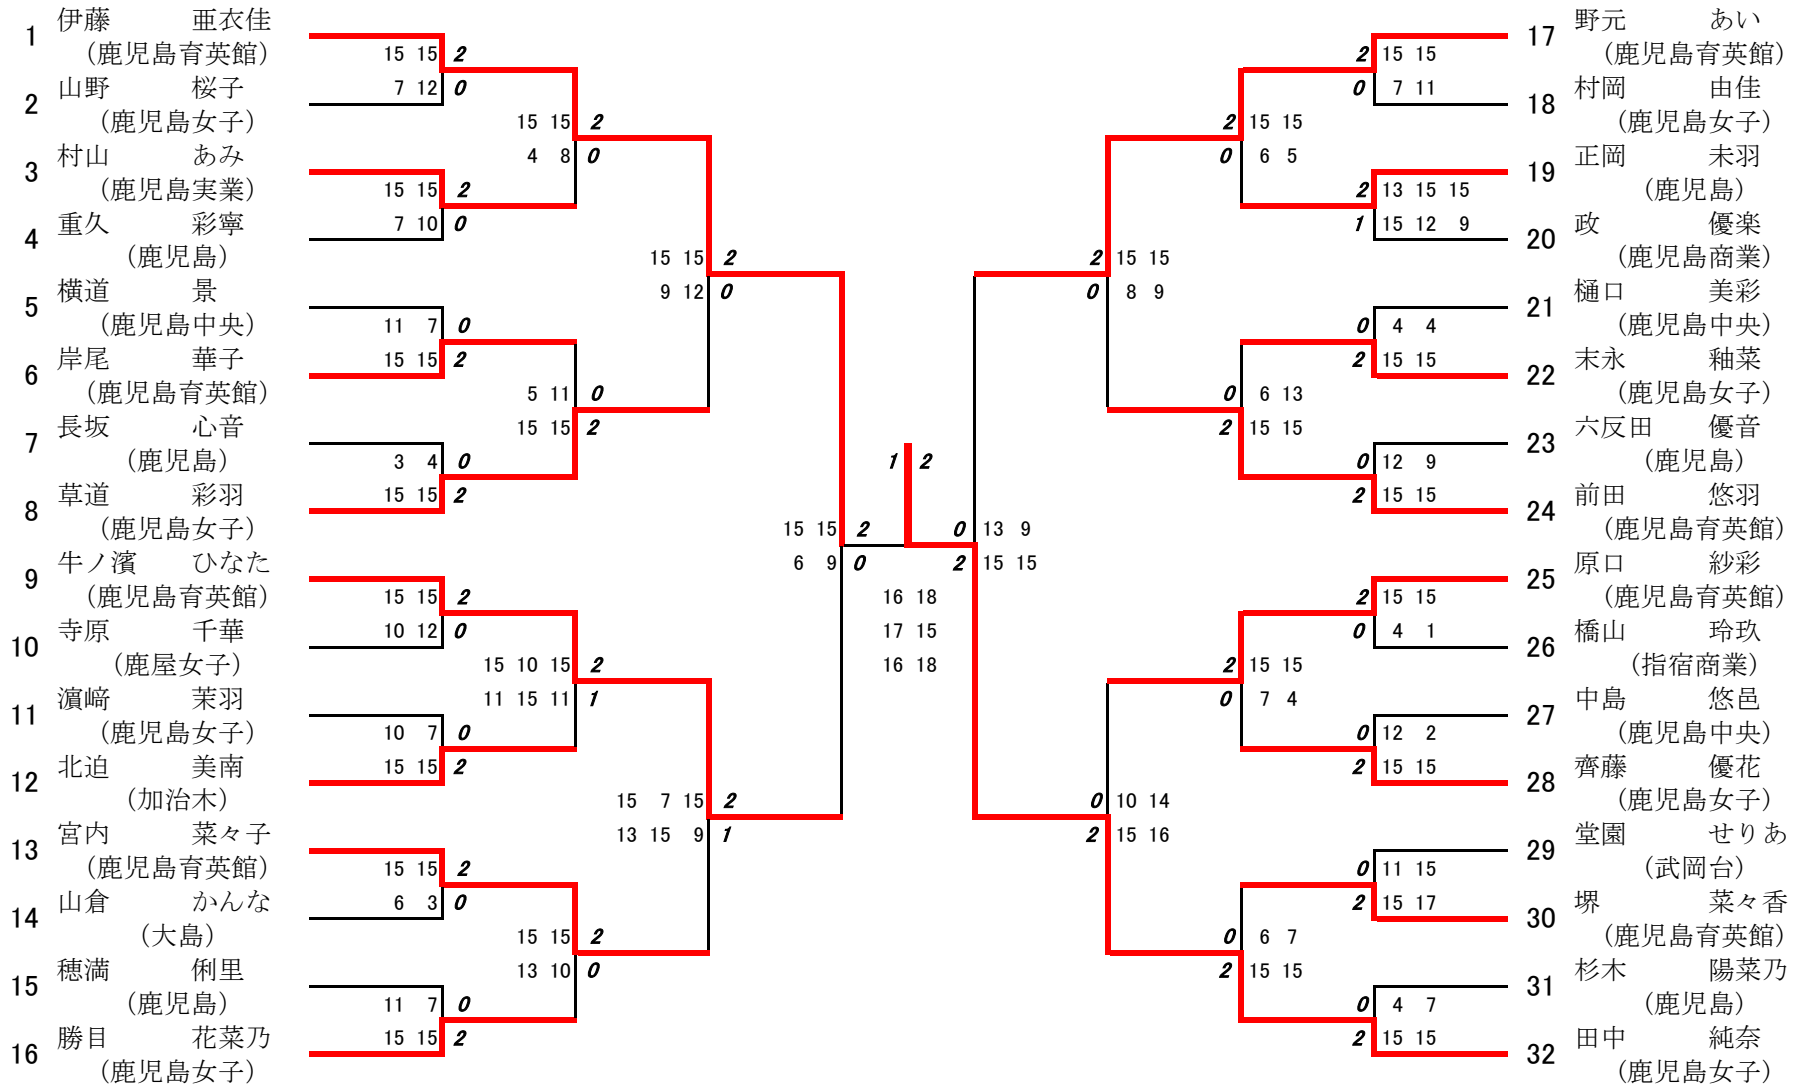 1 伊藤 亜衣佳
(鹿児島育英館)
15 15 2
2 山野 桜子
7 12 0
(鹿児島女子)
15 15 2
3 村山 あみ
4 8 0
(鹿児島実業)
15 15 2
4 重久 彩寧
7 10 0
(鹿児島)
15 15 2
5 横道 景
9 12 0
(鹿児島中央)
11 7 0
6 岸尾 華子
15 15 2
(鹿児島育英館)
5 11 0
7 長坂 心音
15 15 2
(鹿児島)
3 4 0
8 草道 彩羽
15 15 2
(鹿児島女子)
15 15 2
9 牛ノ濱 ひなた
6 9 0
(鹿児島育英館)
15 15 2
10 寺原 千華
10 12 0
(鹿屋女子)
15 10 15 2
11 濵﨑 茉羽
11 15 11 1
(鹿児島女子)
10 7 0
12 北迫 美南
15 15 2
(加治木)
15 7 15 2
13 宮内 菜々子
13 15 9 1
(鹿児島育英館)
15 15 2
14 山倉 かんな
6 3 0
(大島)
15 15 2
15 穂満 俐里
13 10 0
(鹿児島)
11 7 0
16 勝目 花菜乃
15 15 2
(鹿児島女子)
1 2
16 18
17 15
16 18
17 野元 あい
(鹿児島育英館)
2 15 15
18 村岡 由佳
0 7 11
(鹿児島女子)
2 15 15
19 正岡 未羽
0 6 5
(鹿児島)
2 13 15 15
20 政 優楽
1 15 12 9
(鹿児島商業)
2 15 15
21 樋口 美彩
0 8 9
(鹿児島中央)
0 4 4
22 末永 釉菜
2 15 15
(鹿児島女子)
0 6 13
23 六反田 優音
2 15 15
(鹿児島)
0 12 9
24 前田 悠羽
2 15 15
(鹿児島育英館)
0 13 9
25 原口 紗彩
2 15 15
(鹿児島育英館)
2 15 15
26 橋山 玲玖
0 4 1
(指宿商業)
2 15 15
27 中島 悠邑
0 7 4
(鹿児島中央)
0 12 2
28 齊藤 優花
2 15 15
(鹿児島女子)
0 10 14
29 堂園 せりあ
2 15 16
(武岡台)
0 11 15
30 堺 菜々香
2 15 17
(鹿児島育英館)
0 6 7
31 杉木 陽菜乃
2 15 15
(鹿児島)
0 4 7
32 田中 純奈
2 15 15
(鹿児島女子)